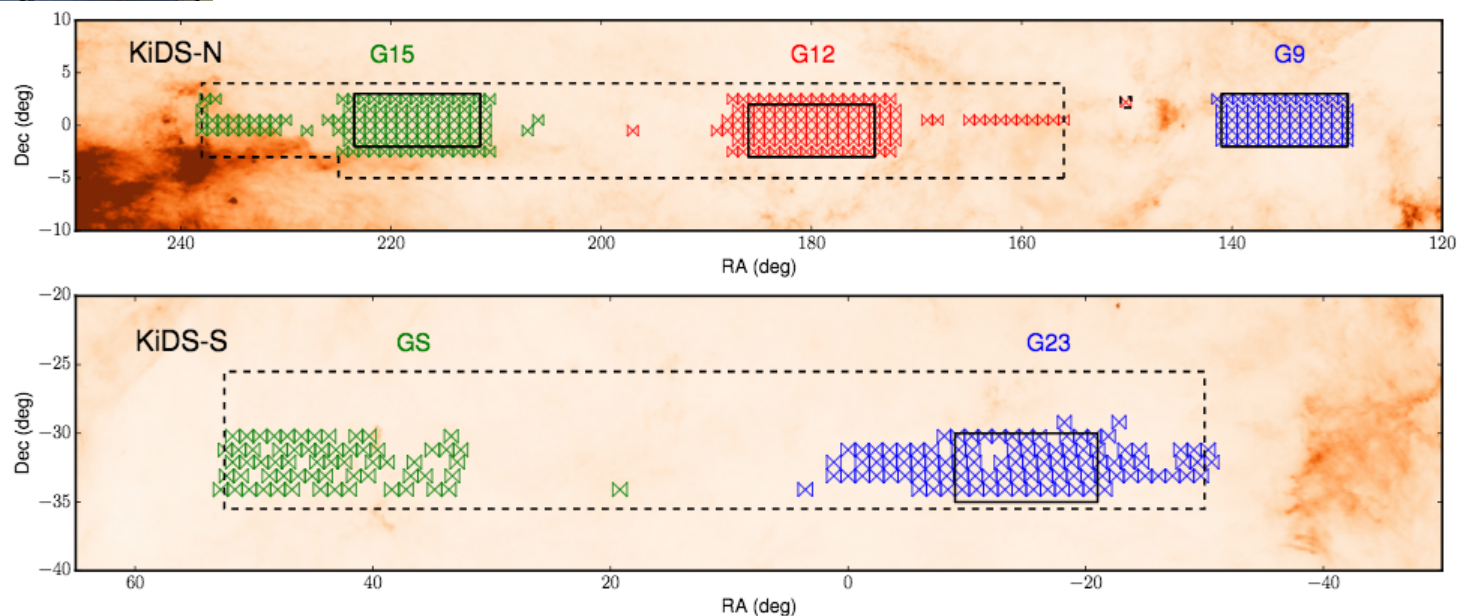 KiDS-N G15 G12 G9
10
5
0
−5
−10
Dec (deg)
240 220 200 180 160 140 120
RA (deg)
KiDS-S GS G23
−20
−25
−30
−35
−40
Dec (deg)
60 40 20 0 −20 −40
RA (deg)